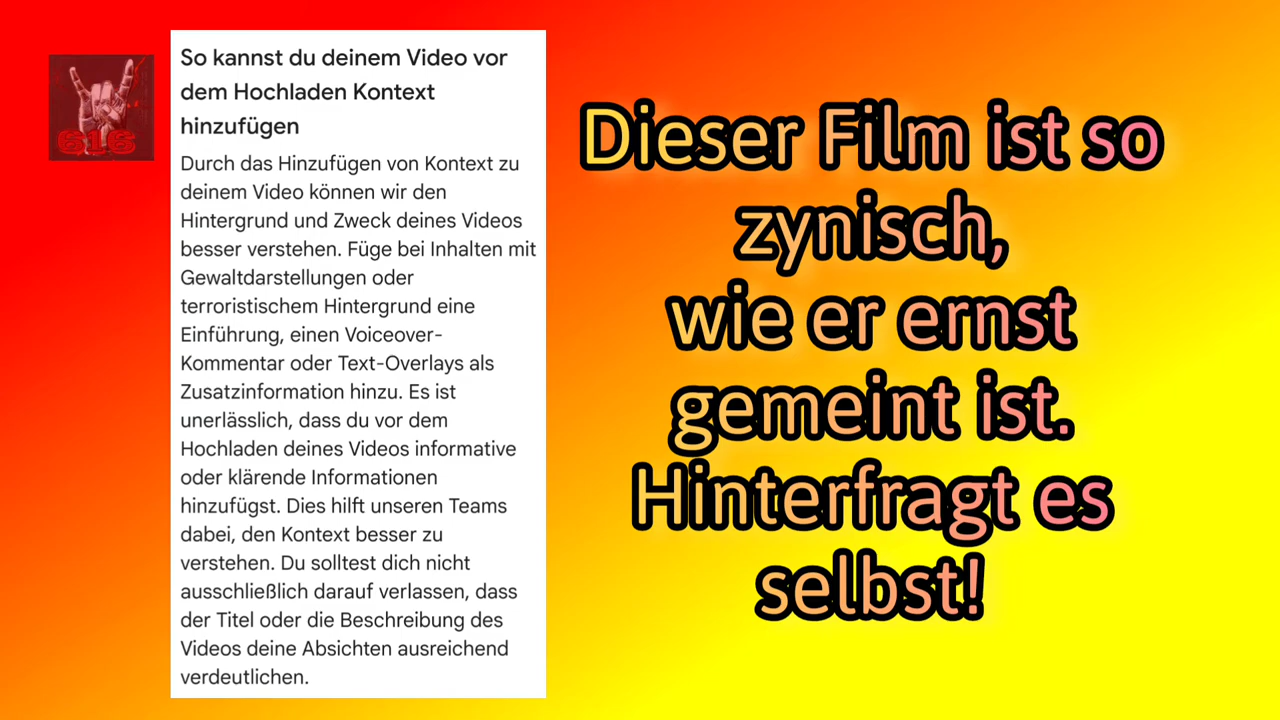 616
So kannst du deinem Video vor
dem Hochladen Kontext
hinzufügen
Durch das Hinzufügen von Kontext zu
deinem Video können wir den
Hintergrund und Zweck deines Videos
besser verstehen. Füge bei Inhalten mit
Gewaltdarstellungen oder
terroristischem Hintergrund eine
Einführung, einen Voiceover-
Kommentar oder Text-Overlays als
Zusatzinformation hinzu. Es ist
unerlässlich, dass du vor dem
Hochladen deines Videos informative
oder klärende Informationen
hinzufügst. Dies hilft unseren Teams
dabei, den Kontext besser zu
verstehen. Du solltest dich nicht
ausschließlich darauf verlassen, dass
der Titel oder die Beschreibung des
Videos deine Absichten ausreichend
verdeutlichen.
Dieser Film ist so
zynisch,
wie er ernst
gemeint ist.
Hinterfragt es
selbst!